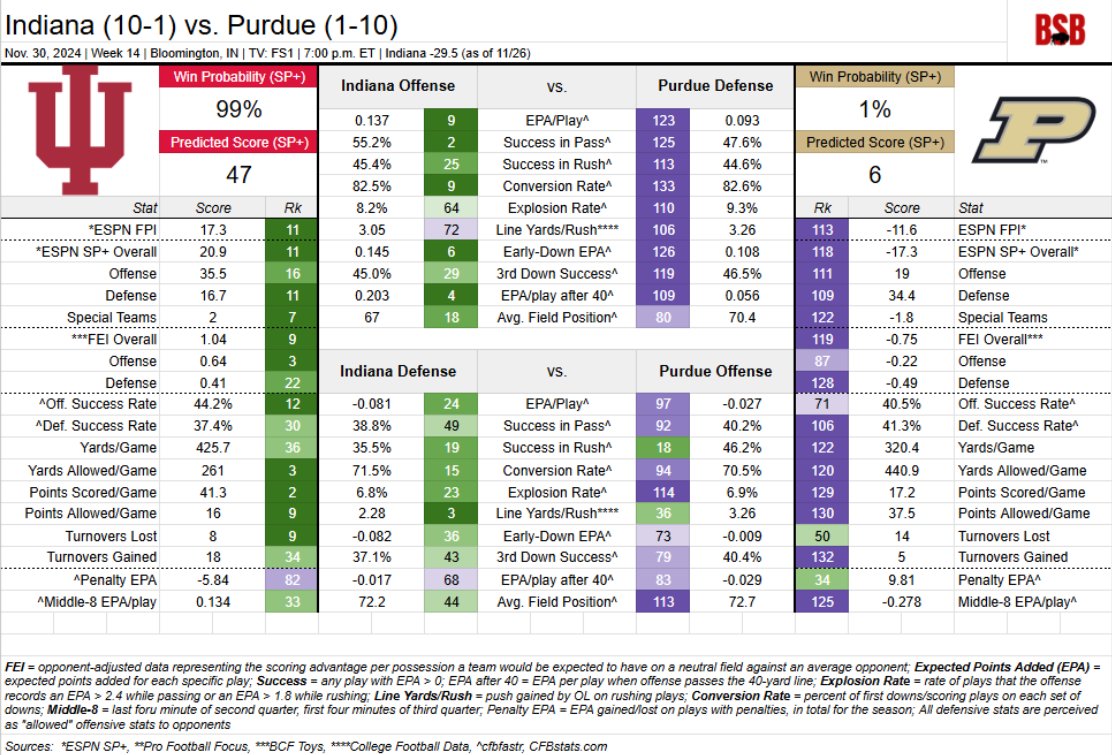 Indiana (10-1) vs. Purdue (1-10)
BSB
Nov. 30, 2024 | Week 14 | Bloomington, IN | TV: FS1 | 7:00 p.m. ET | Indiana -29.5 (as of 11/26)
Win Probability (SP+)
99%
Predicted Score (SP+)
47
Indiana Offense vs. Purdue Defense
0.137 9 EPA/Play^ 123 0.093
55.2% 2 Success in Pass^ 125 47.6%
45.4% 25 Success in Rush^ 113 44.6%
82.5% 9 Conversion Rate^ 133 82.6%
8.2% 64 Explosion Rate^ 110 9.3%
3.05 72 Line Yards/Rush**** 106 3.26
0.145 6 Early-Down EPA^ 126 0.108
45.0% 29 3rd Down Success^ 119 46.5%
0.203 4 EPA/play after 40^ 109 0.056
67 18 Avg. Field Position^ 80 70.4
Win Probability (SP+)
1%
Predicted Score (SP+)
6
P
TM
Stat Score Rk
*ESPN FPI 17.3 11
*ESPN SP+ Overall 20.9 11
Offense 35.5 16
Defense 16.7 11
Special Teams 2 7
***FEI Overall 1.04 9
Offense 0.64 3
Defense 0.41 22
^Off. Success Rate 44.2% 12
^Def. Success Rate 37.4% 30
Yards/Game 425.7 36
Yards Allowed/Game 261 3
Points Scored/Game 41.3 2
Points Allowed/Game 16 9
Turnovers Lost 8 9
Turnovers Gained 18 34
^Penalty EPA -5.84 82
^Middle-8 EPA/play 0.134 33
Indiana Defense vs. Purdue Offense
-0.081 24 EPA/Play^ 97 -0.027
38.8% 49 Success in Pass^ 92 40.2%
35.5% 19 Success in Rush^ 18 46.2%
71.5% 15 Conversion Rate^ 94 70.5%
6.8% 23 Explosion Rate^ 114 6.9%
2.28 3 Line Yards/Rush**** 36 3.26
-0.082 36 Early-Down EPA^ 73 -0.009
37.1% 43 3rd Down Success^ 79 40.4%
-0.017 68 EPA/play after 40^ 83 -0.029
72.2 44 Avg. Field Position^ 113 72.7
Rk Score Stat
113 -11.6 ESPN FPI*
118 -17.3 ESPN SP+ Overall*
111 19 Offense
109 34.4 Defense
122 -1.8 Special Teams
119 -0.75 FEI Overall***
87 -0.22 Offense
128 -0.49 Defense
71 40.5% Off. Success Rate^
106 41.3% Def. Success Rate^
122 320.4 Yards/Game
120 440.9 Yards Allowed/Game
129 17.2 Points Scored/Game
130 37.5 Points Allowed/Game
50 14 Turnovers Lost
132 5 Turnovers Gained
34 9.81 Penalty EPA^
125 -0.278 Middle-8 EPA/play^
FEI = opponent-adjusted data representing the scoring advantage per possession a team would be expected to have on a neutral field against an average opponent; Expected Points Added (EPA) =
expected points added for each specific play; Success = any play with EPA > 0; EPA after 40 = EPA per play when offense passes the 40-yard line; Explosion Rate = rate of plays that the offense
records an EPA > 2.4 while passing or an EPA > 1.8 while rushing; Line Yards/Rush = push gained by OL on rushing plays; Conversion Rate = percent of first downs/scoring plays on each set of
downs; Middle-8 = last foru minute of second quarter, first four minutes of third quarter; Penalty EPA = EPA gained/lost on plays with penalties, in total for the season; All defensive stats are perceived
as "allowed" offensive stats to opponents
Sources: *ESPN SP+, **Pro Football Focus, ***BCF Toys, ****College Football Data, ^cfbfastr, CFBstats.com